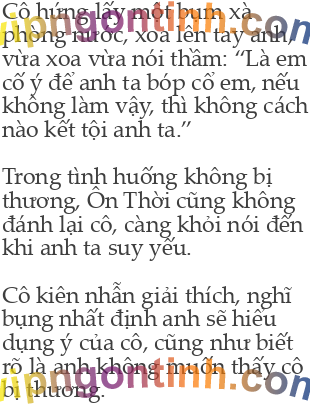 Cô hứng lấy một bụm xà
phòng nước, xoa lên tay anh,
vừa xoa vừa nói thầm: “Là em
cố ý để anh ta bóp cổ em, nếu
không làm vậy, thì không cách
nào kết tội anh ta.”

Trong tình huống không bị
thương, Ôn Thời cũng không
đánh lại cô, càng khỏi nói đến
khi anh ta suy yếu.

Cô kiên nhẫn giải thích, nghĩ
bụng nhất định anh sẽ hiểu
dụng ý của cô, cũng như biết
rõ là anh không muốn thấy cô
bị thương.
vipngontinh.com
vipngontinh.com